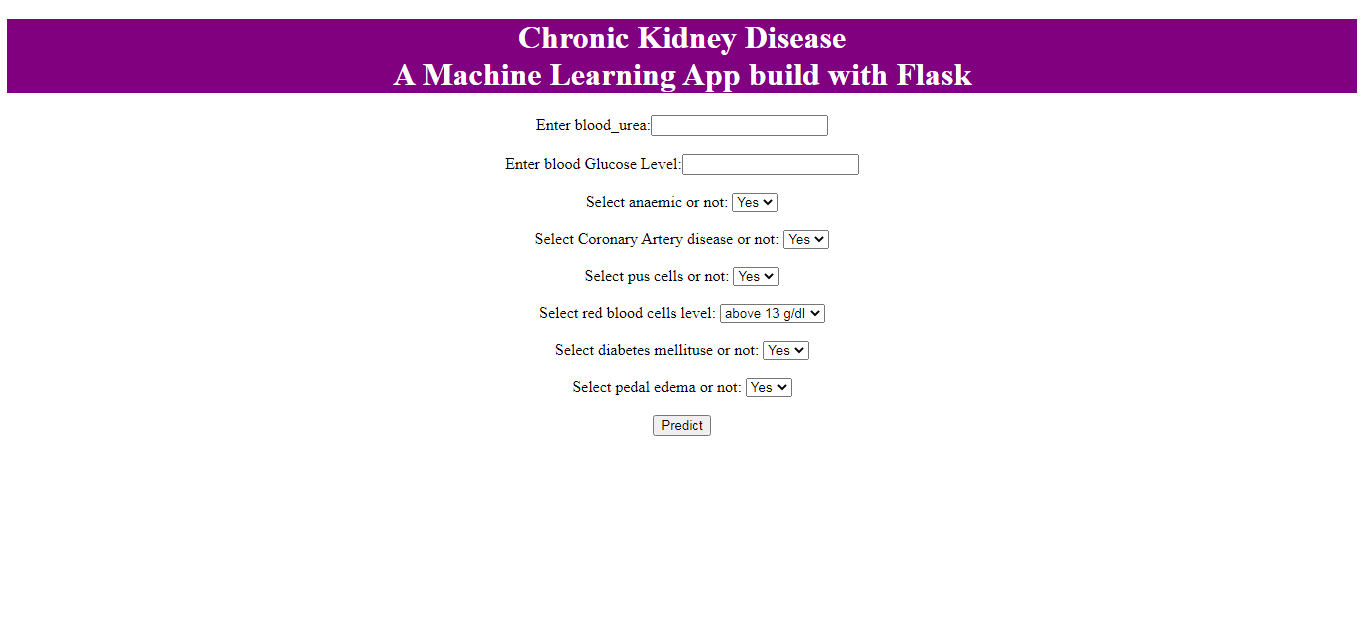 Chronic Kidney Disease
A Machine Learning App build with Flask
Enter blood_urea:
Enter blood Glucose Level:
Select anaemic or not: Yes
Select Coronary Artery disease or not: Yes
Select pus cells or not: Yes
Select red blood cells level: above 13 g/dl
Select diabetes mellituse or not: Yes
Select pedal edema or not: Yes
Predict